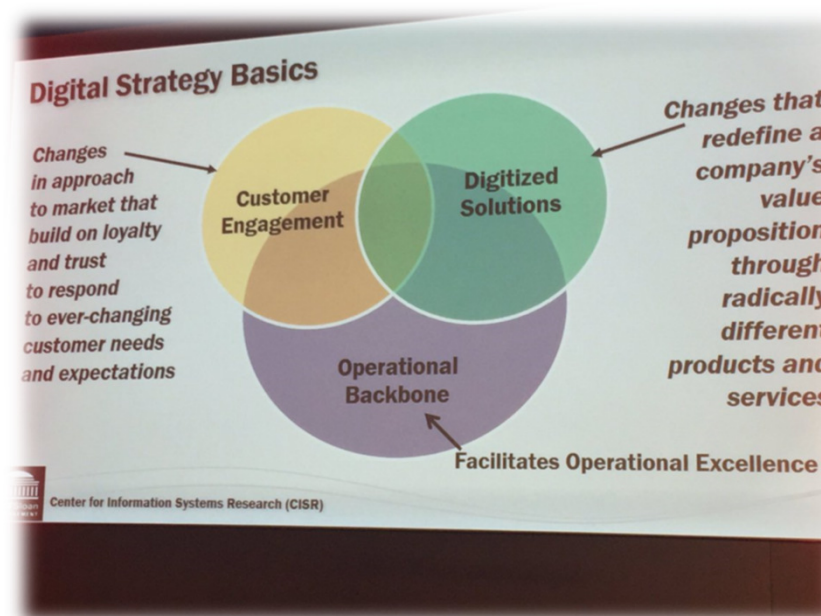 Digital Strategy Basics
Changes
in approach
to market that
build on loyalty
and trust
to respond
to ever-changing
customer needs
and expectations
Customer
Engagement
Digitized
Solutions
Changes that
redefine a
company's
value
proposition
through
radically
different
products and
services
Operational
Backbone
Facilitates Operational Excellence
Center for Information Systems Research (CISR)